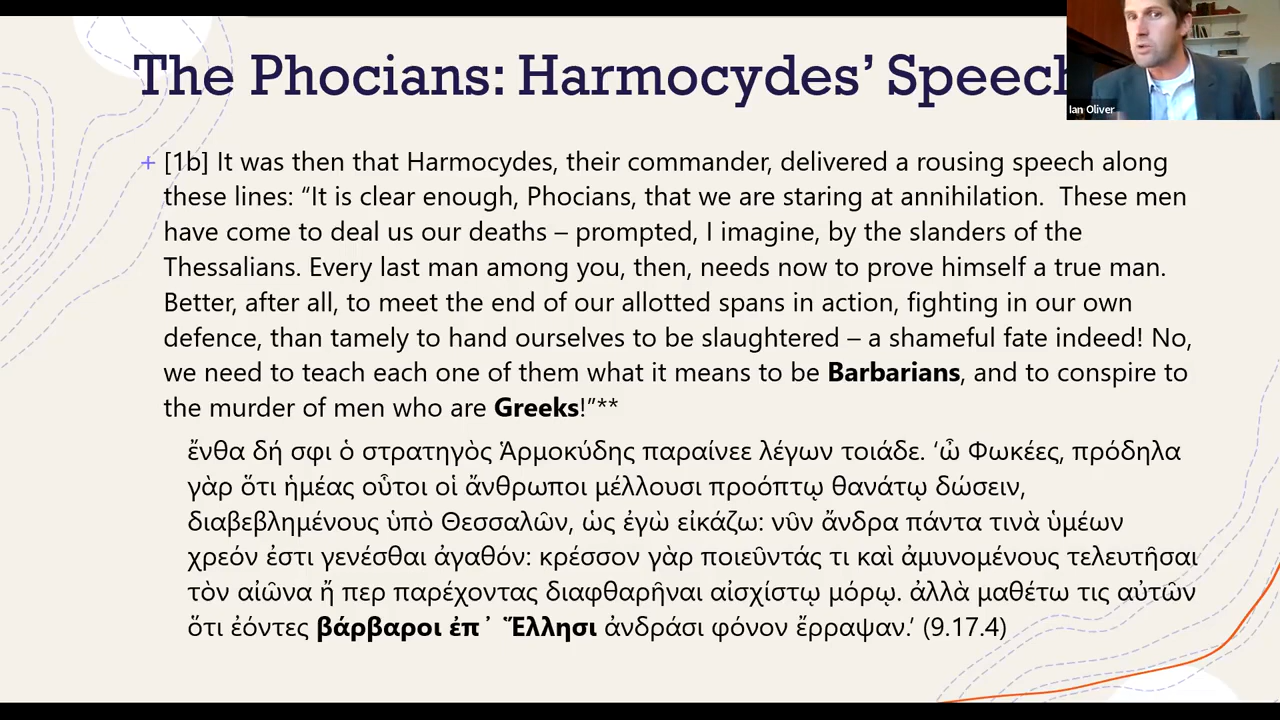 The Phocians: Harmocydes’ Speech
Ian Oliver
+ [1b] It was then that Harmocydes, their commander, delivered a rousing speech along
these lines: “It is clear enough, Phocians, that we are staring at annihilation. These men
have come to deal us our deaths – prompted, I imagine, by the slanders of the
Thessalians. Every last man among you, then, needs now to prove himself a true man.
Better, after all, to meet the end of our allotted spans in action, fighting in our own
defence, than tamely to hand ourselves to be slaughtered – a shameful fate indeed! No,
we need to teach each one of them what it means to be Barbarians, and to conspire to
the murder of men who are Greeks!”**
ἔνθα δή σφι ὁ στρατηγὸς Ἁρμοκύδης παραίνεε λέγων τοιάδε. ‘ὦ Φωκέες, πρόδηλα
γὰρ ὅτι ἡμέας οὗτοι οἱ ἄνθρωποι μέλλουσι προόπτῳ θανάτῳ δώσειν,
διαβεβλημένους ὑπὸ Θεσσαλῶν, ὡς ἐγὼ εἰκάζω: νῦν ἄνδρα πάντα τινὰ ὑμέων
χρεόν ἐστι γενέσθαι ἀγαθόν: κρέσσον γὰρ ποιεῦντάς τι καὶ ἀμυνομένους τελευτῆσαι
τὸν αἰῶνα ἤ περ παρέχοντας διαφθαρῆναι αἰσχίστῳ μόρῳ. ἀλλὰ μαθέτω τις αὐτῶν
ὅτι ἐόντες βάρβαροι ἐπ᾽ Ἕλλησι ἀνδράσι φόνον ἔρραψαν.’ (9.17.4)